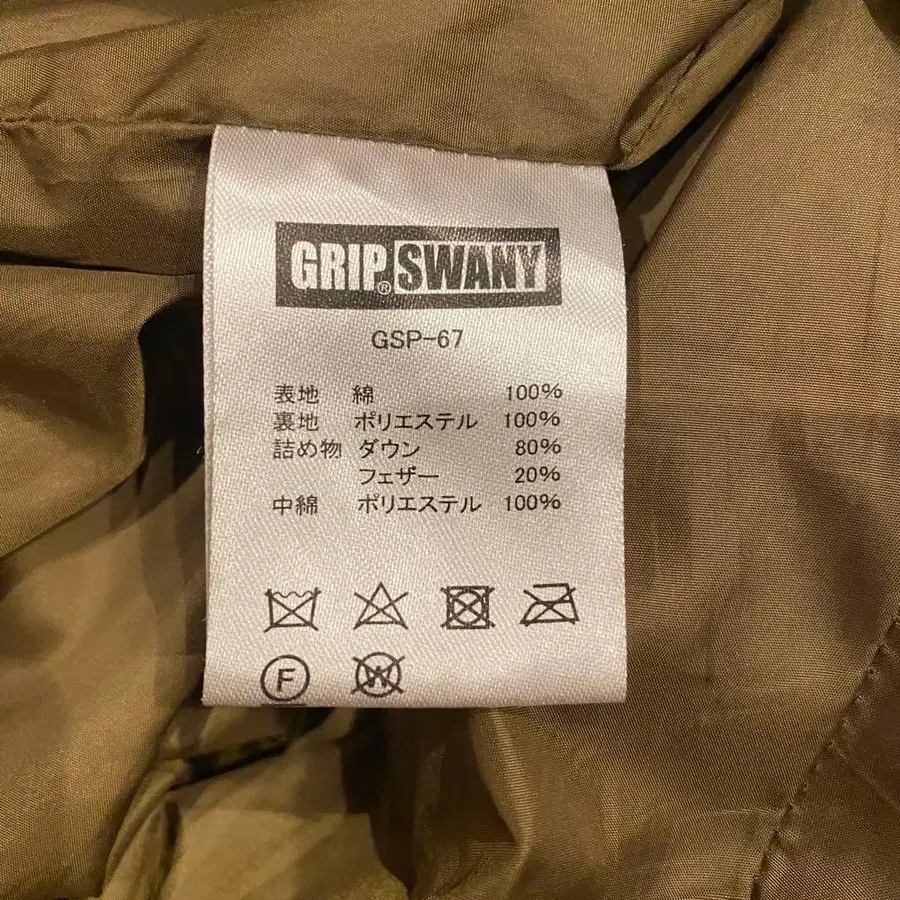 GRIP® SWANY
GSP-67
表地 綿 100%
裏地 ポリエステル 100%
詰め物 ダウン 80%
フェザー 20%
中綿 ポリエステル 100%
F W